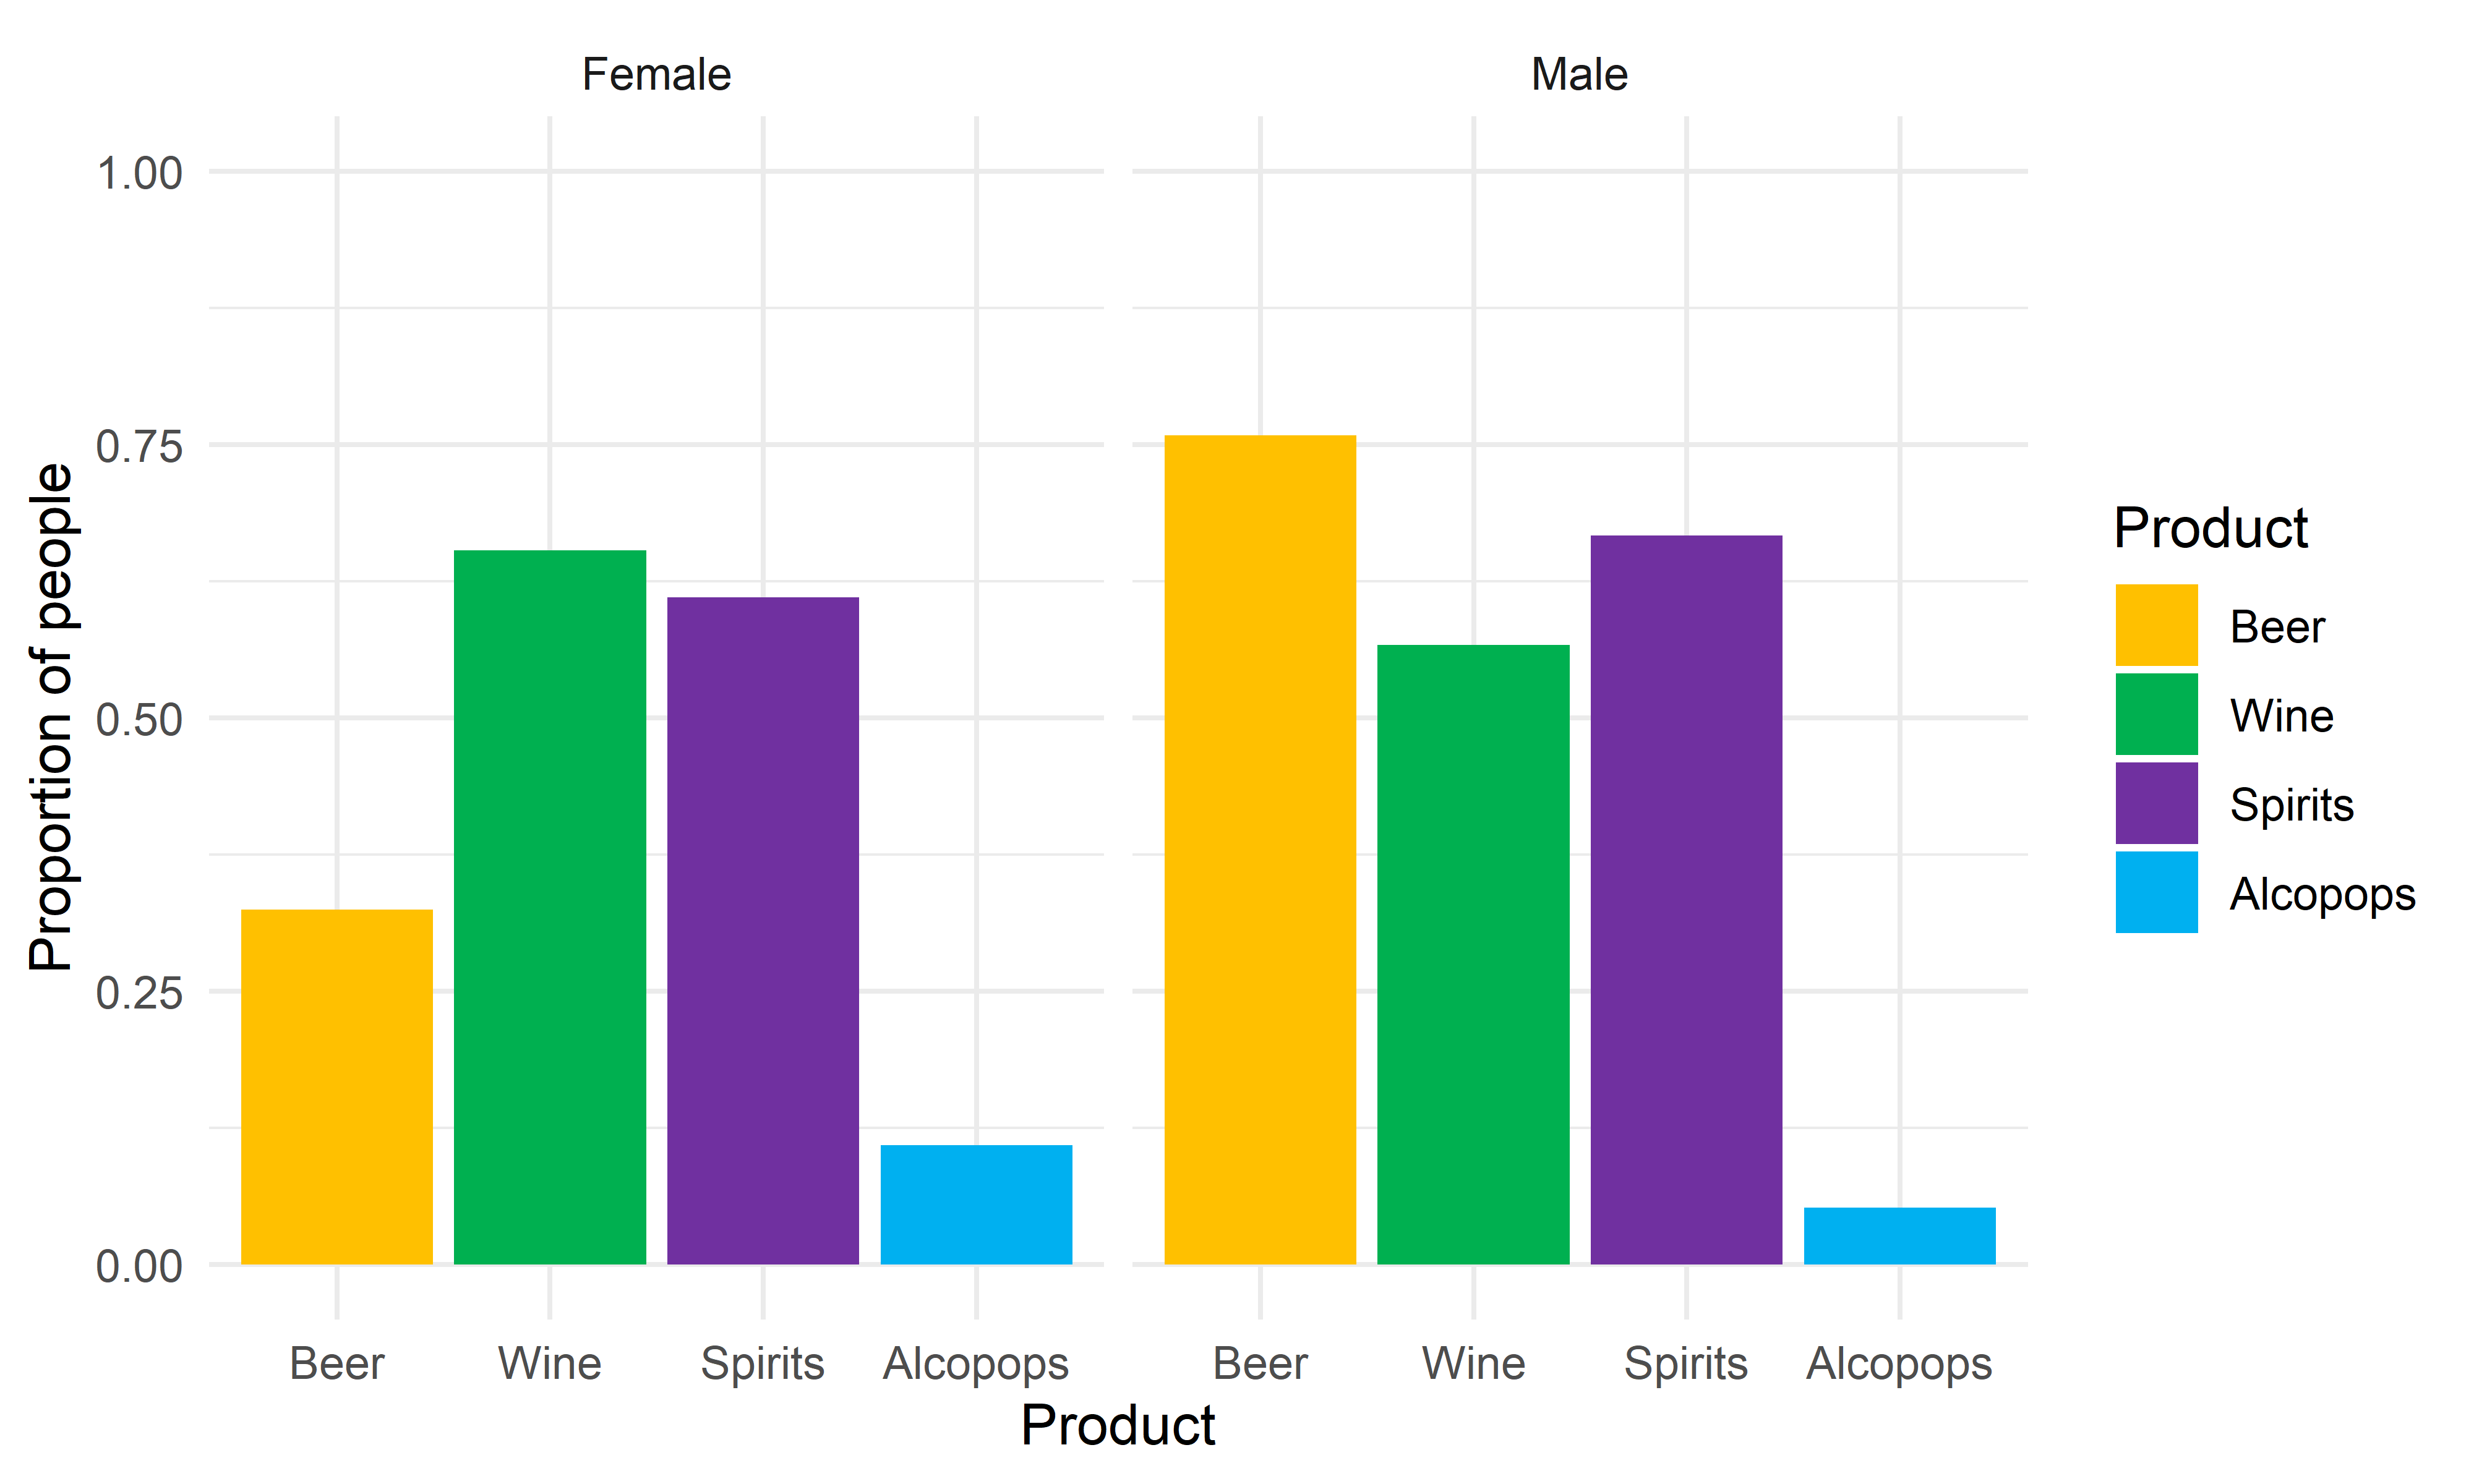 Female
Male
1.00
0.75
0.50
0.25
0.00
Proportion of people
Beer
Wine
Spirits
Alcopops
Beer
Wine
Spirits
Alcopops
Product
Product
Beer
Wine
Spirits
Alcopops